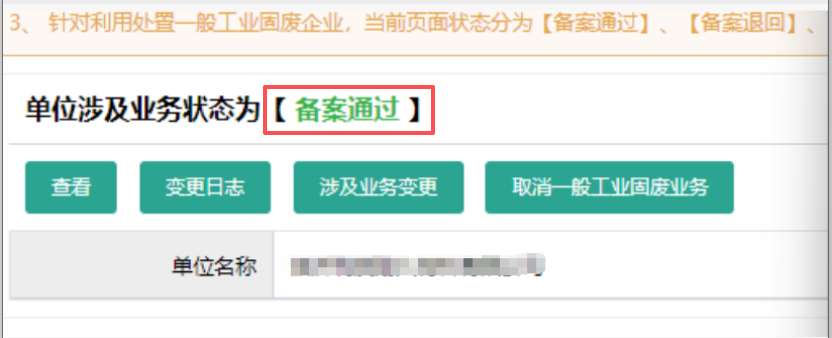 3、 针对利用处置一般工业固废企业，当前页面状态分为【备案通过】、【备案退回】、
单位涉及业务状态为【 备案通过 】
查看 变更日志 涉及业务变更 取消一般工业固废业务
单位名称